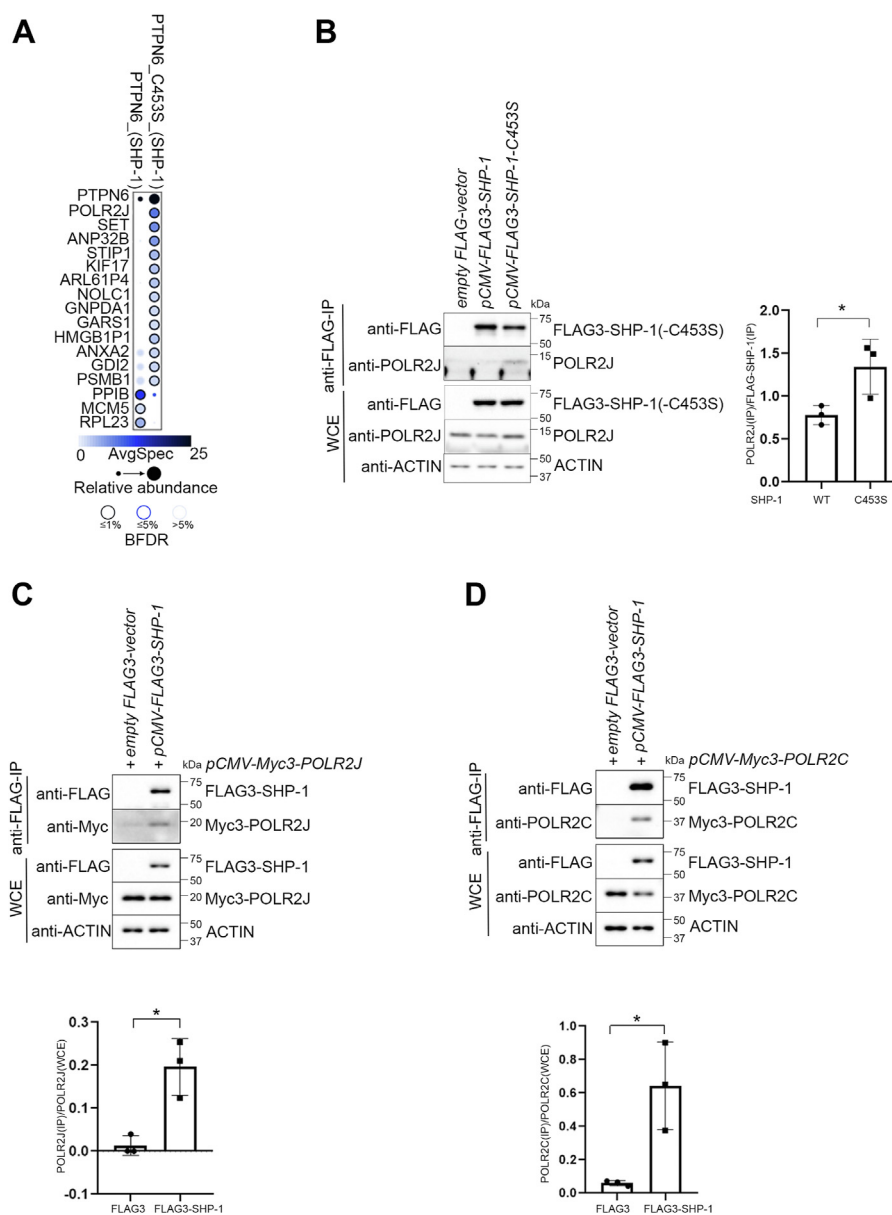 A
PTPN6_(SHP-1)
PTPN6_C453S_(SHP-1)
PTPN6
POLR2J
SET
ANP32B
STIP1
KIF17
ARL61P4
NOLC1
GNPDA1
GARS1
HMGB1P1
ANXA2
GDI2
PSMB1
PPIB
MCM5
RPL23
0 AvgSpec 25
Relative abundance
≤1% ≤5% >5%
BFDR
B
empty FLAG-vector
pCMV-FLAG3-SHP-1
pCMV-FLAG3-SHP-1-C453S
kDa
anti-FLAG-IP
anti-FLAG 75 50 FLAG3-SHP-1(-C453S)
anti-POLR2J 15 POLR2J
WCE
anti-FLAG 75 50 FLAG3-SHP-1(-C453S)
anti-POLR2J 15 POLR2J
anti-ACTIN 50 37 ACTIN
POLR2J(IP)/FLAG-SHP-1(IP)
*
2.0
1.5
1.0
0.5
0.0
SHP-1 WT C453S
C
+ empty FLAG3-vector
+ pCMV-FLAG3-SHP-1
kDa pCMV-Myc3-POLR2J
anti-FLAG-IP
anti-FLAG 75 50 FLAG3-SHP-1
anti-Myc 20 Myc3-POLR2J
WCE
anti-FLAG 75 50 FLAG3-SHP-1
anti-Myc 20 Myc3-POLR2J
anti-ACTIN 50 37 ACTIN
POLR2J(IP)/POLR2J(WCE)
*
0.3
0.2
0.1
0.0
-0.1
FLAG3 FLAG3-SHP-1
D
+ empty FLAG3-vector
+ pCMV-FLAG3-SHP-1
kDa pCMV-Myc3-POLR2C
anti-FLAG-IP
anti-FLAG 75 50 FLAG3-SHP-1
anti-POLR2C 37 Myc3-POLR2C
WCE
anti-FLAG 75 50 FLAG3-SHP-1
anti-POLR2C 37 Myc3-POLR2C
anti-ACTIN 50 37 ACTIN
POLR2C(IP)/POLR2C(WCE)
*
1.0
0.8
0.6
0.4
0.2
0.0
FLAG3 FLAG3-SHP-1